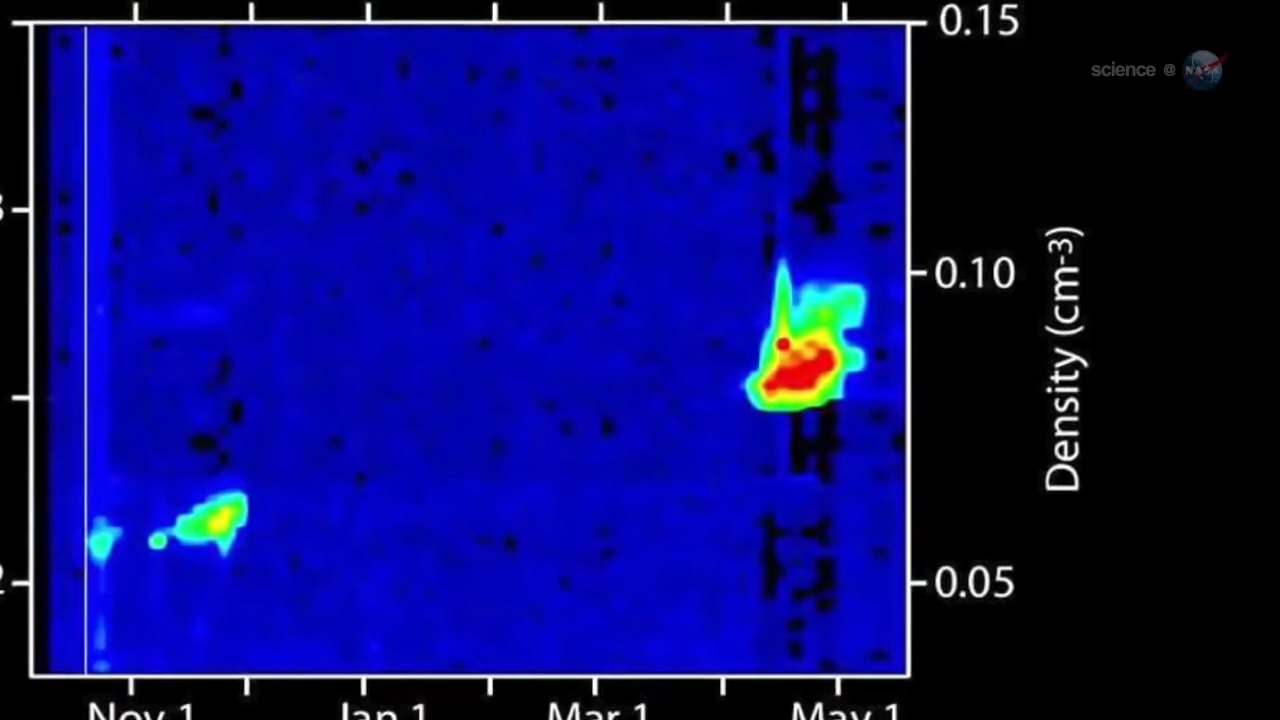 0.15
science @ NASA
0.10
Density (cm-3)
0.05
Nov 1
Jan 1
Mar 1
May 1